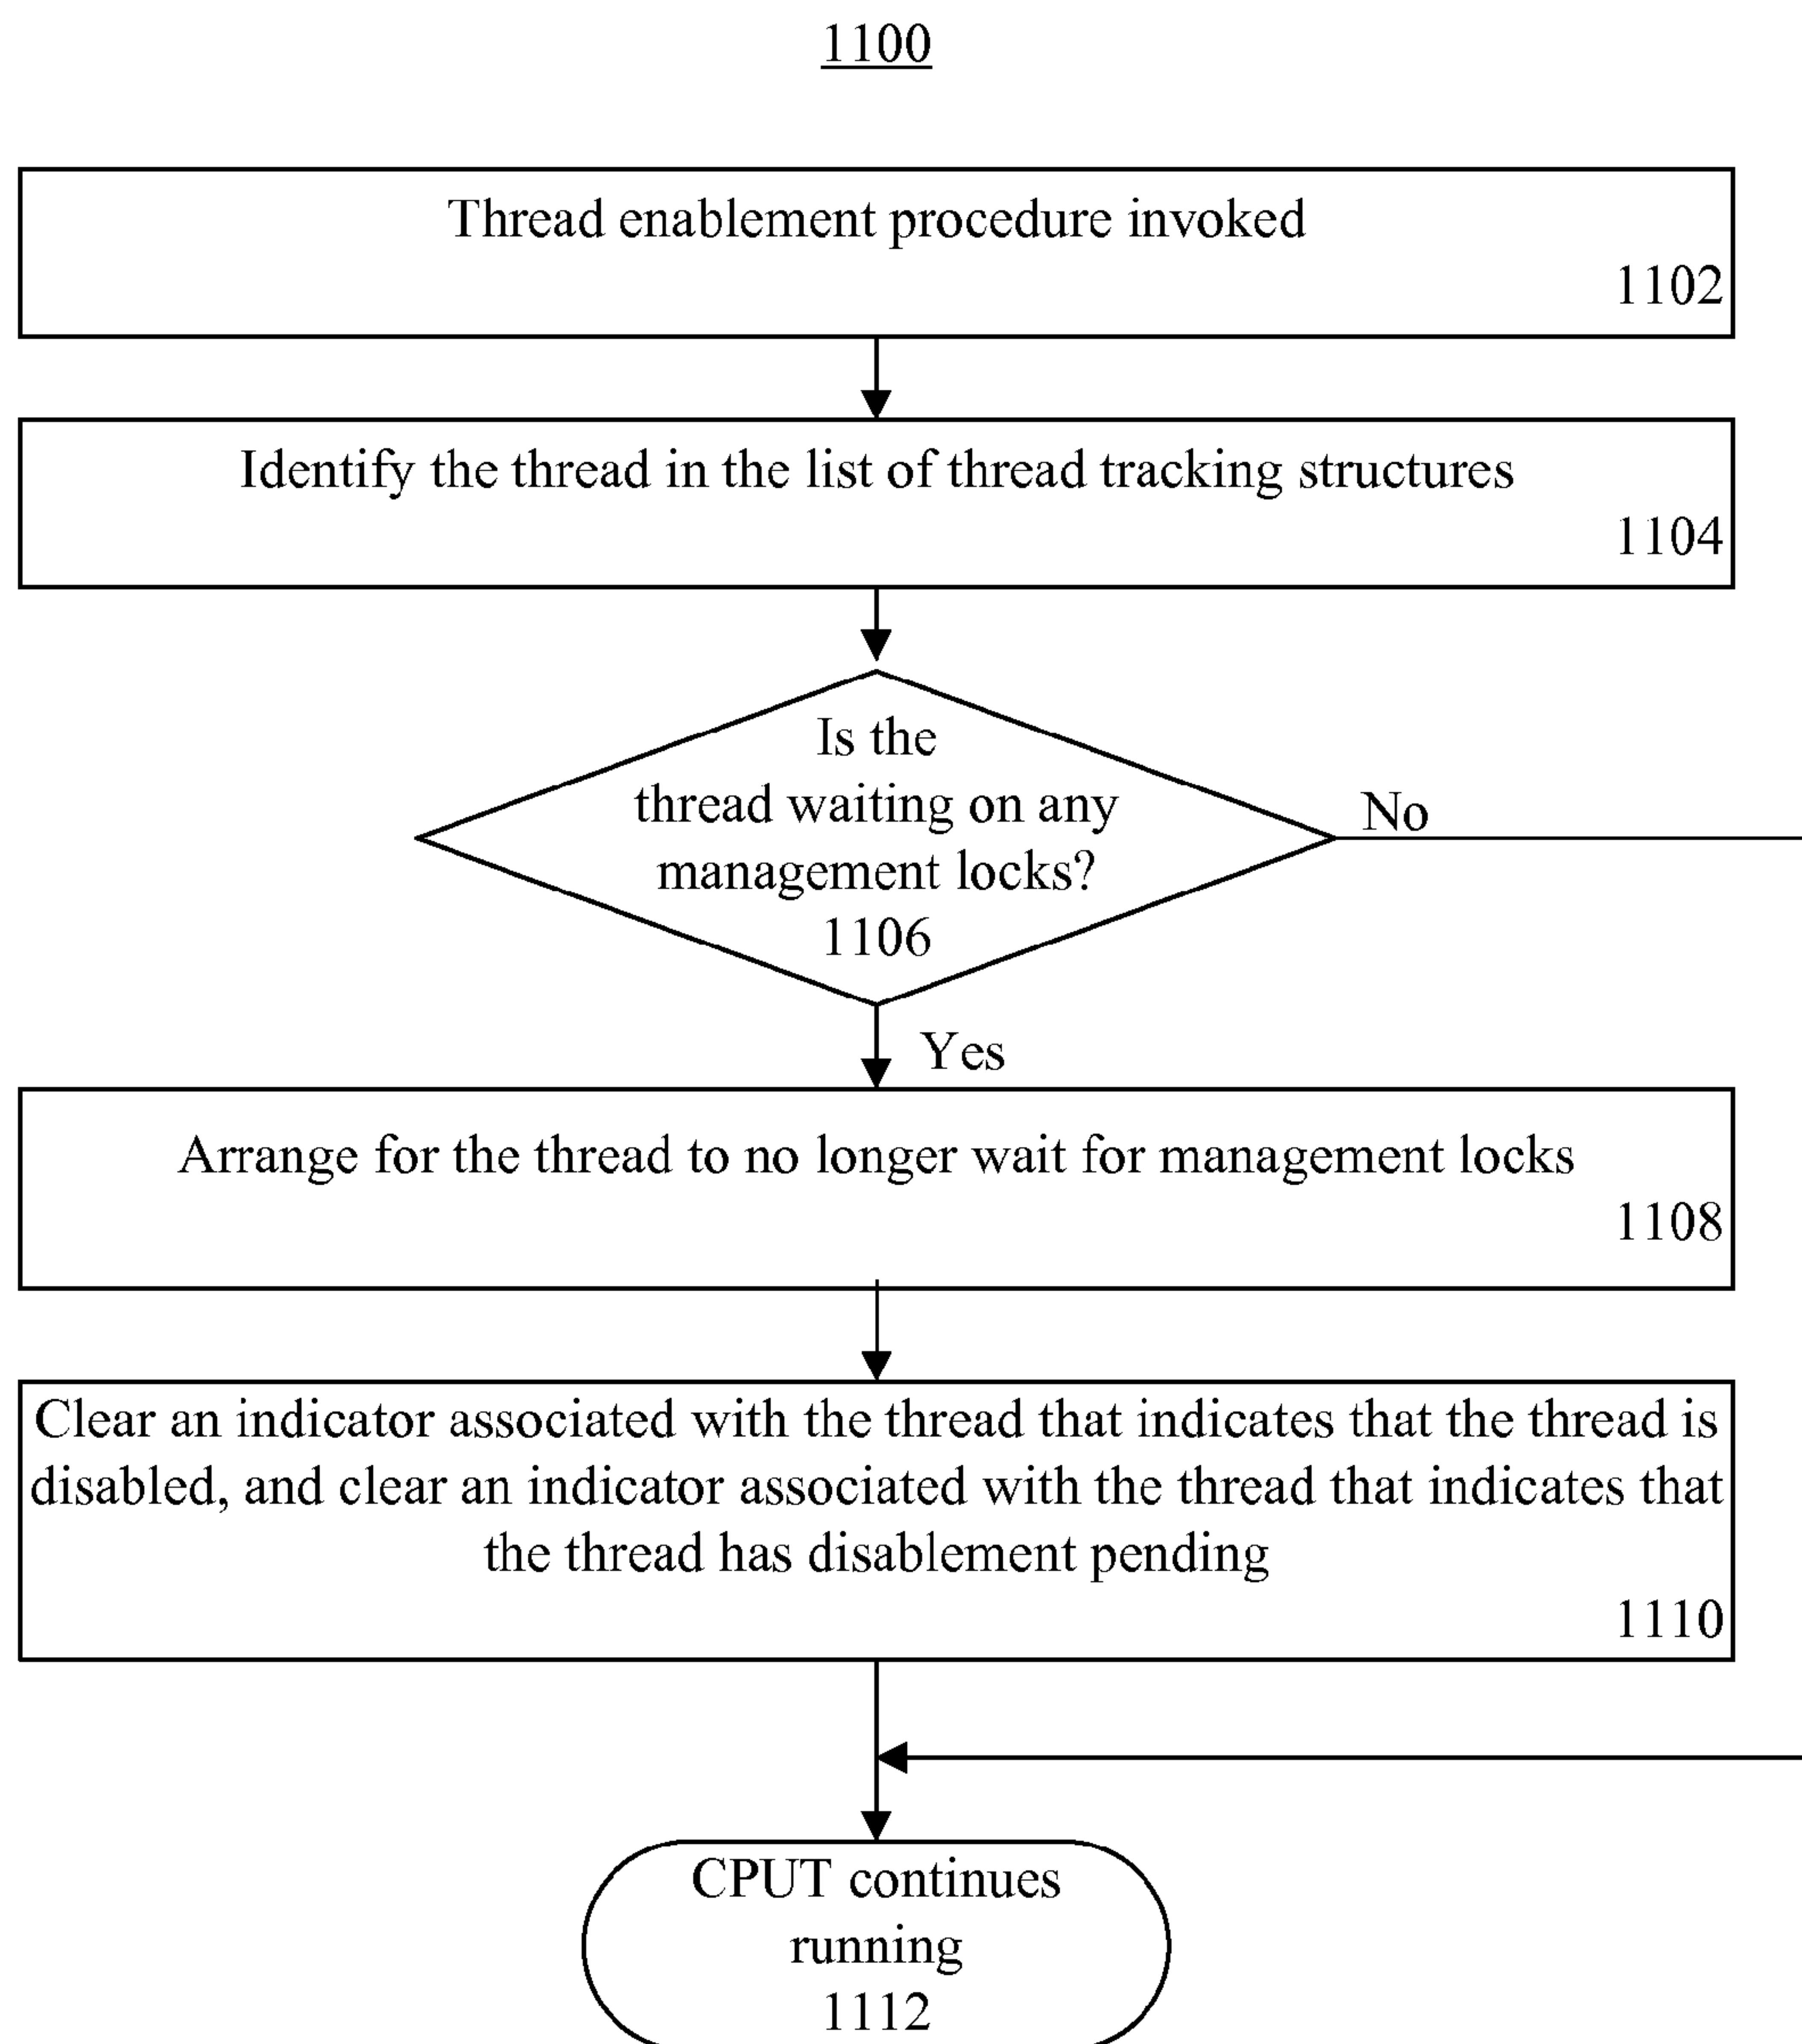 1100
Thread enablement procedure invoked
1102
Identify the thread in the list of thread tracking structures
1104
Is the
thread waiting on any
management locks?
1106
No
Yes
Arrange for the thread to no longer wait for management locks
1108
Clear an indicator associated with the thread that indicates that the thread is
disabled, and clear an indicator associated with the thread that indicates that
the thread has disablement pending
1110
CPUT continues
running
1112